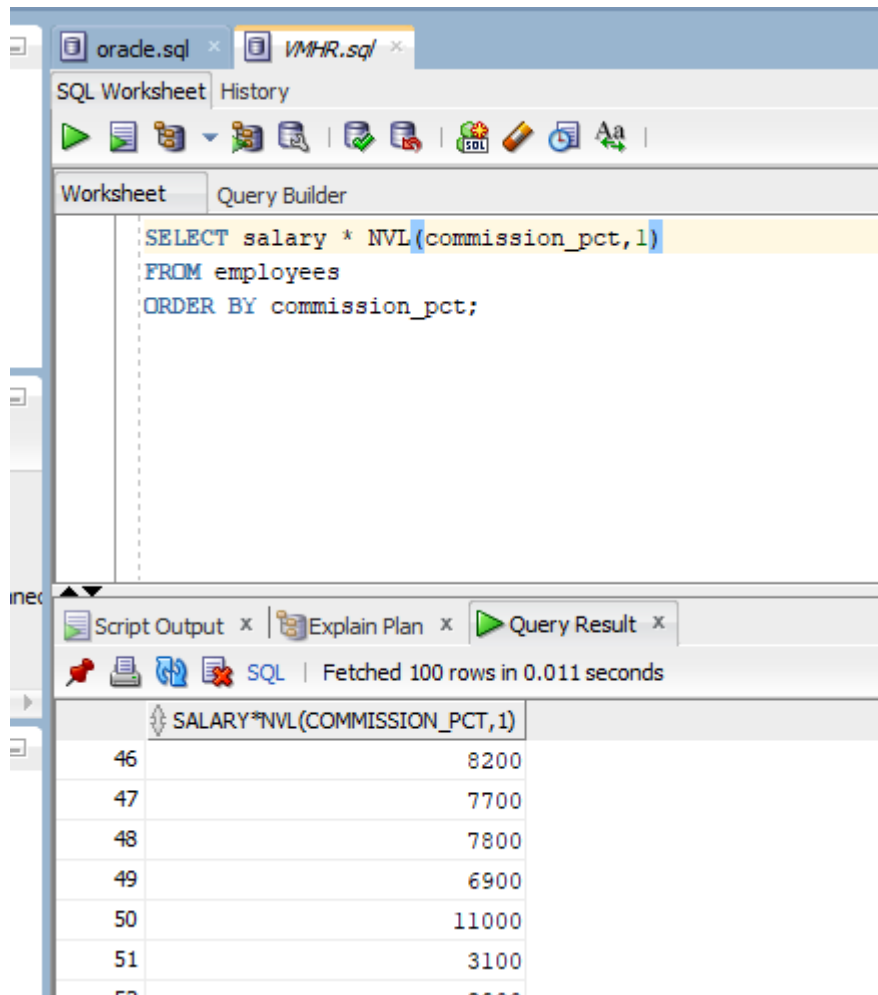 oracle.sql VMHR.sql
SQL Worksheet History
SQL
Aa
Worksheet Query Builder
SELECT salary * NVL(commission_pct,1)
FROM employees
ORDER BY commission_pct;
Script Output x Explain Plan x Query Result x
SQL | Fetched 100 rows in 0.011 seconds
SALARY*NVL(COMMISSION_PCT,1)
46 8200
47 7700
48 7800
49 6900
50 11000
51 3100